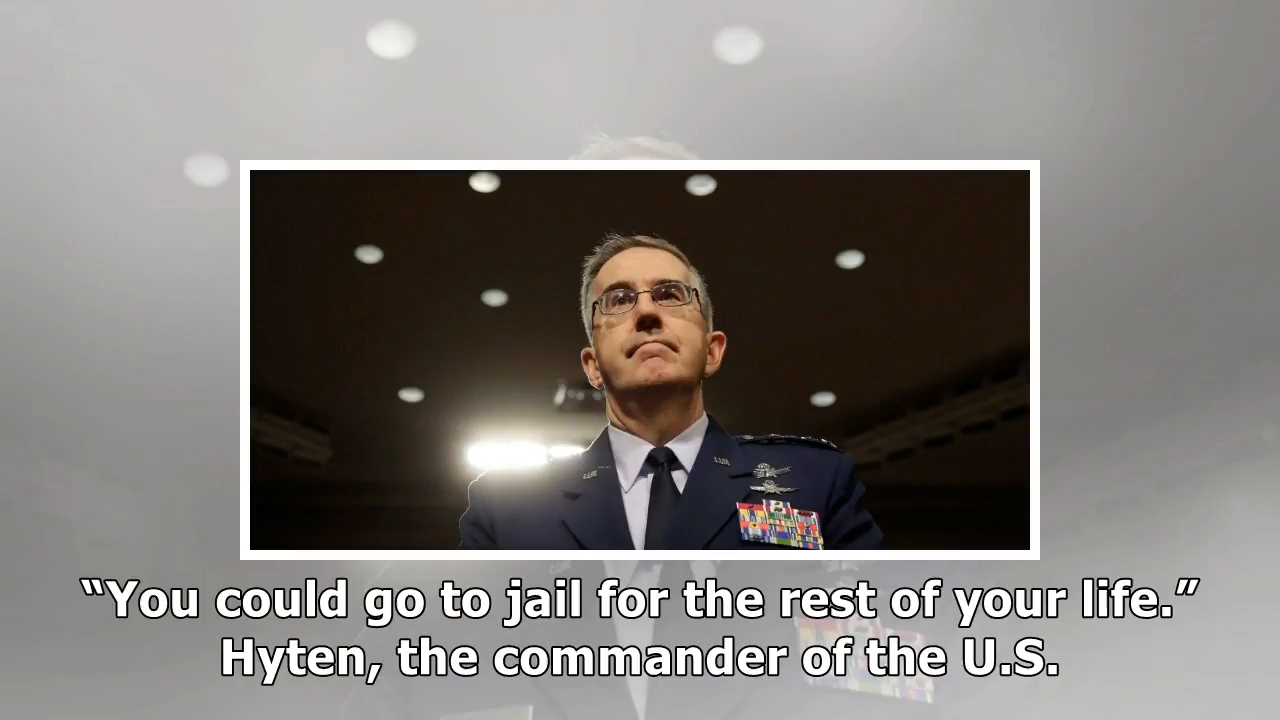 “You could go to jail for the rest of your life.”
Hyten, the commander of the U.S.